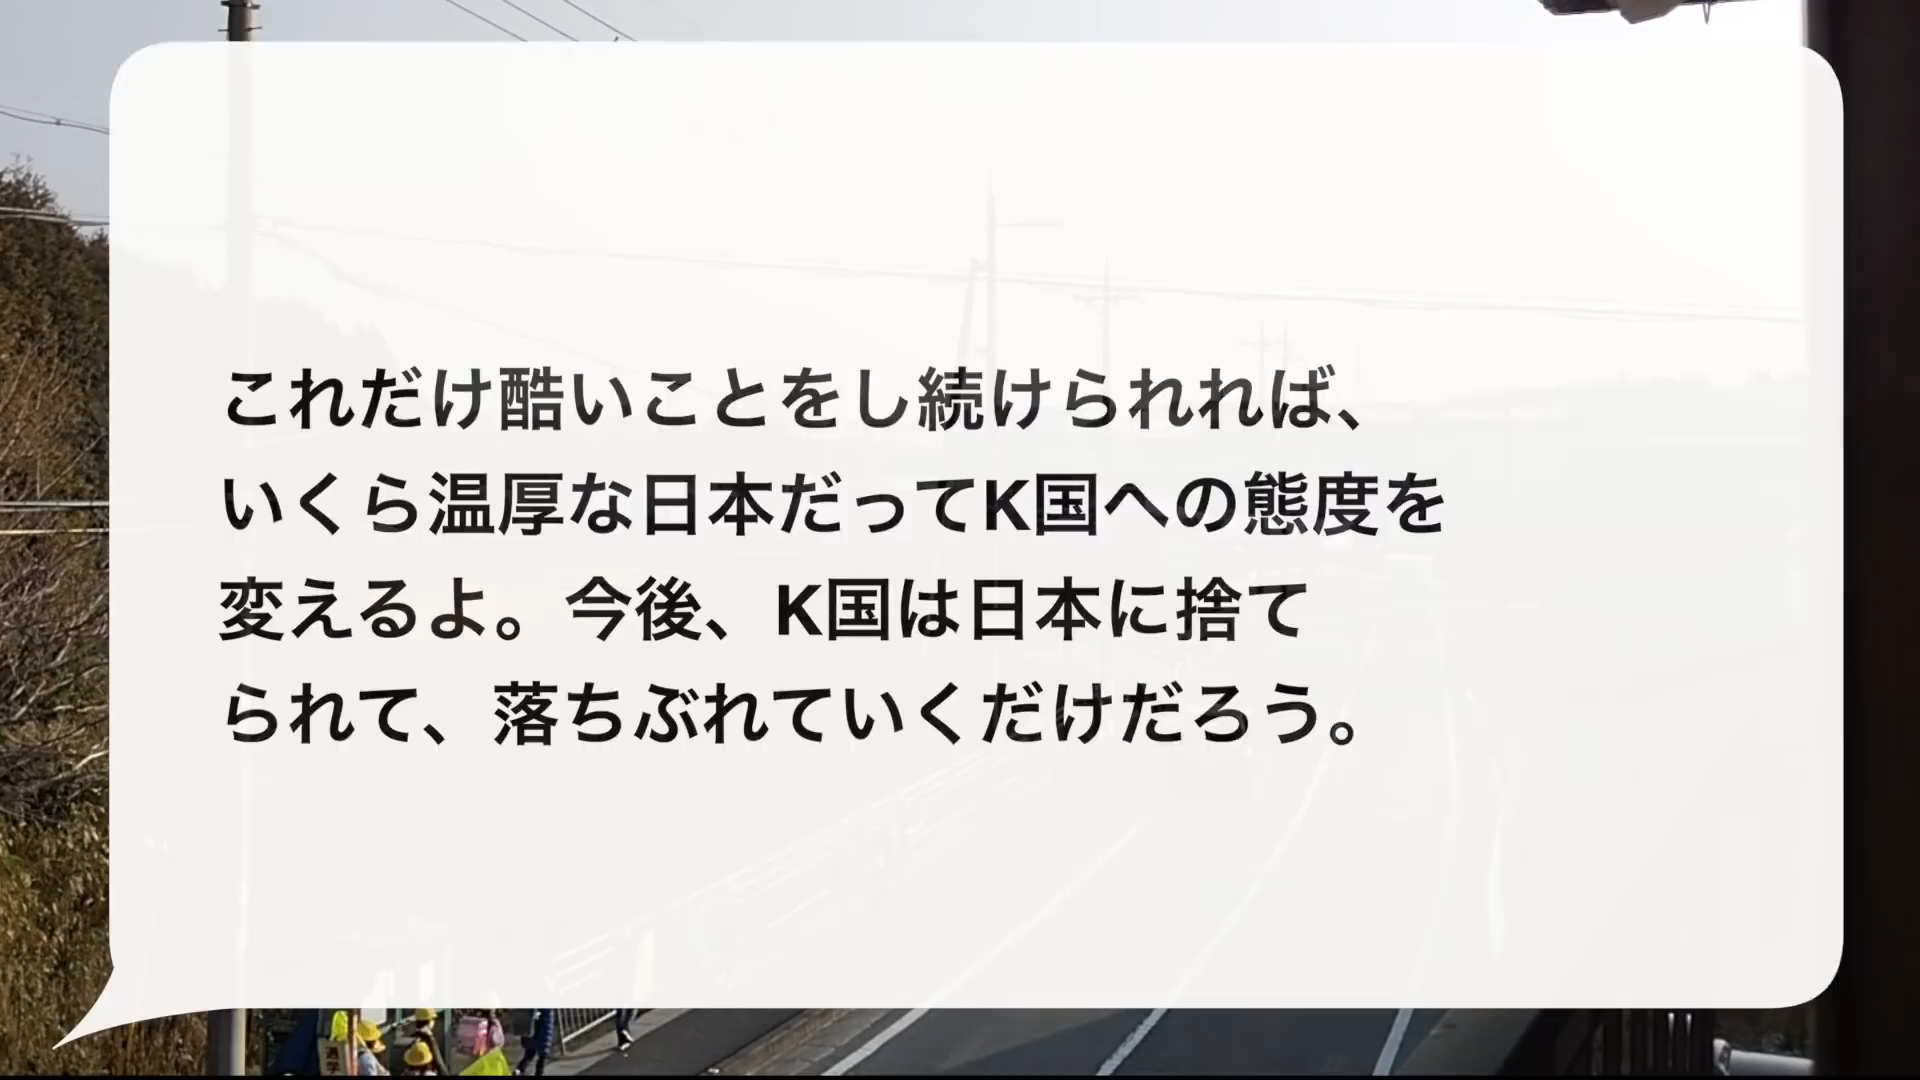 これだけ酷いことをし続けられれば、
いくら温厚な日本だってK国への態度を
変えるよ。今後、K国は日本に捨て
られて、落ちぶれていくだけだろう。